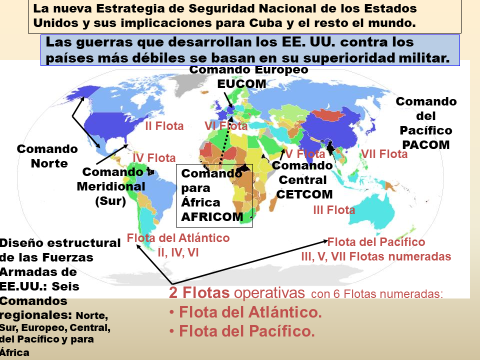 La nueva Estrategia de Seguridad Nacional de los Estados
Unidos y sus implicaciones para Cuba y el resto el mundo.
Las guerras que desarrollan los EE. UU. contra los
países más débiles se basan en su superioridad militar.
Comando Europeo
EUCOM
Comando
del
Pacífico
PACOM
II Flota
VI Flota
Comando
Norte
IV Flota
V Flota
VII Flota
Comando
Meridional
(Sur)
Comando
para
África
AFRICOM
Comando
Central
CETCOM
III Flota
Flota del Atlántico
II, IV, VI
Flota del Pacífico
III, V, VII Flotas numeradas
Diseño estructural
de las Fuerzas
Armadas de
EE.UU.: Seis
Comandos
regionales: Norte,
Sur, Europeo, Central,
del Pacífico y para
África
2 Flotas operativas con 6 Flotas numeradas:
• Flota del Atlántico.
• Flota del Pacífico.